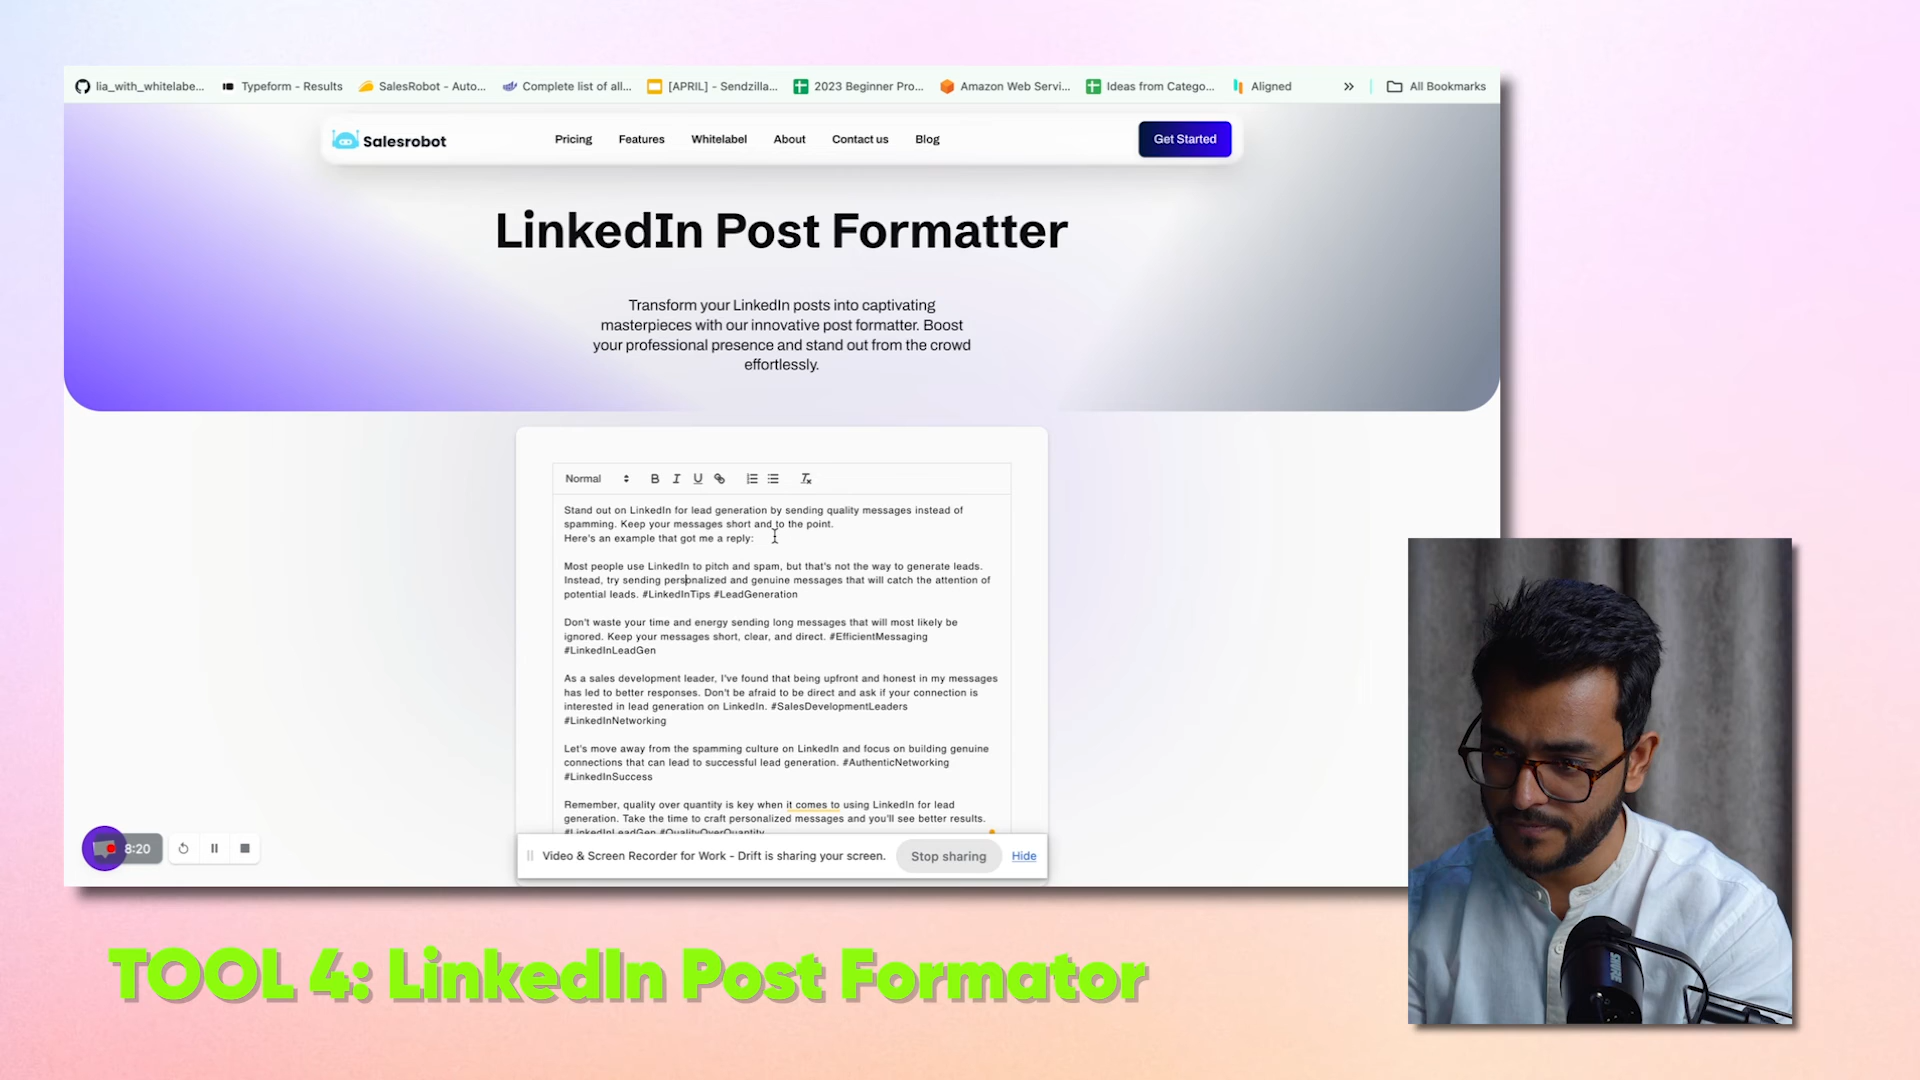 lia_with_whitelabe... Typeform - Results SalesRobot - Auto... Complete list of all... [APRIL] - Sendzilla... 2023 Beginner Pro... Amazon Web Servi... Ideas from Catego... Aligned » All Bookmarks
Salesrobot Pricing Features Whitelabel About Contact us Blog Get Started
LinkedIn Post Formatter
Transform your LinkedIn posts into captivating
masterpieces with our innovative post formatter. Boost
your professional presence and stand out from the crowd
effortlessly.
Normal B I U
Stand out on LinkedIn for lead generation by sending quality messages instead of
spamming. Keep your messages short and to the point.
Here's an example that got me a reply:
Most people use LinkedIn to pitch and spam, but that's not the way to generate leads.
Instead, try sending personalized and genuine messages that will catch the attention of
potential leads. #LinkedInTips #LeadGeneration
Don't waste your time and energy sending long messages that will most likely be
ignored. Keep your messages short, clear, and direct. #EfficientMessaging
#LinkedInLeadGen
As a sales development leader, I've found that being upfront and honest in my messages
has led to better responses. Don't be afraid to be direct and ask if your connection is
interested in lead generation on LinkedIn. #SalesDevelopmentLeaders
#LinkedInNetworking
Let's move away from the spamming culture on LinkedIn and focus on building genuine
connections that can lead to successful lead generation. #AuthenticNetworking
#LinkedInSuccess
Remember, quality over quantity is key when it comes to using LinkedIn for lead
generation. Take the time to craft personalized messages and you'll see better results.
#LinkedInLeadGen #QualityOverQuantity
8:20
Video & Screen Recorder for Work - Drift is sharing your screen. Stop sharing Hide
SHURE
TOOL 4: LinkedIn Post Formator